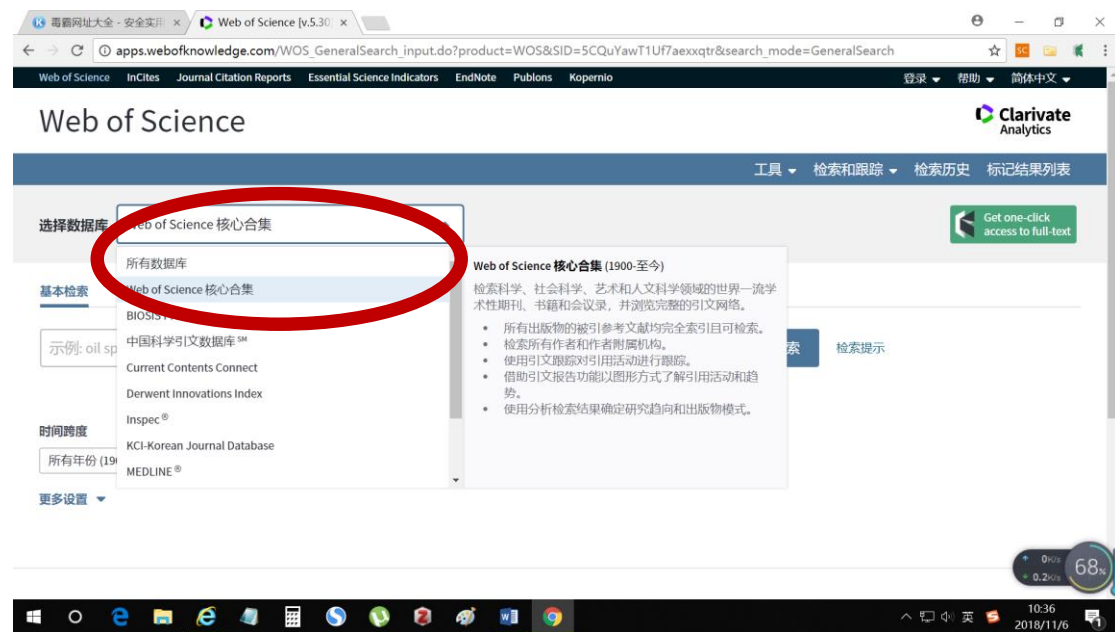 毒霸网址大全 - 安全实用
Web of Science [v.5.30]
apps.webofknowledge.com/WOS_GeneralSearch_input.do?product=WOS&SID=5CQuYawT1Uf7aexxqtr&search_mode=GeneralSearch
Web of Science InCites Journal Citation Reports Essential Science Indicators EndNote Publons Kopernio 登录 帮助 简体中文
Web of Science
Clarivate
Analytics
工具 检索和跟踪 检索历史 标记结果列表
选择数据库 Web of Science 核心合集
Get one-click
access to full-text
所有数据库
Web of Science 核心合集
BIOSIS
中国科学引文数据库 SM
Current Contents Connect
Derwent Innovations Index
Inspec ®
KCI-Korean Journal Database
MEDLINE ®
Web of Science 核心合集 (1900-至今)
检索科学、社会科学、艺术和人文科学领域的世界一流学
术性期刊、书籍和会议录，并浏览完整的引文网络。
• 所有出版物的被引参考文献均完全索引目可检索。
• 检索所有作者和作者附属机构。
• 使用引文跟踪对引用活动进行跟踪。
• 借助引文报告功能以图形方式了解引用活动和趋
势。
• 使用分析检索结果确定研究趋向和出版物模式。
基本检索
示例: oil sp
索 检索提示
时间跨度
所有年份 (19
更多设置
0K/s
0.2K/s
68%
英
10:36
2018/11/6